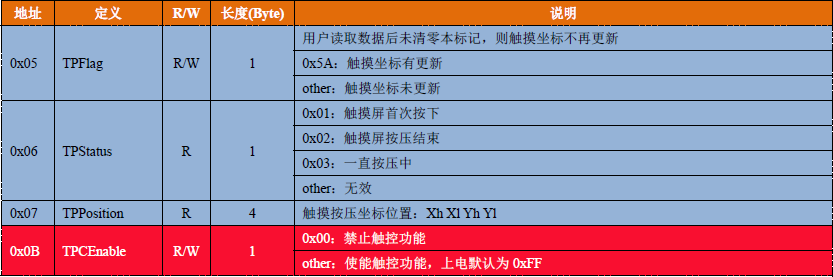 地址 定义 R/W 长度(Byte) 说明
0x05 TPFlag R/W 1 用户读取数据后未清零本标记，则触摸坐标不再更新
0x5A：触摸坐标有更新
other：触摸坐标未更新
0x06 TPStatus R 1 0x01：触摸屏首次按下
0x02：触摸屏按压结束
0x03：一直按压中
other：无效
0x07 TPPosition R 4 触摸按压坐标位置：Xh Xl Yh Yl
0x0B TPCEnable R/W 1 0x00：禁止触控功能
other：使能触控功能，上电默认为 0xFF